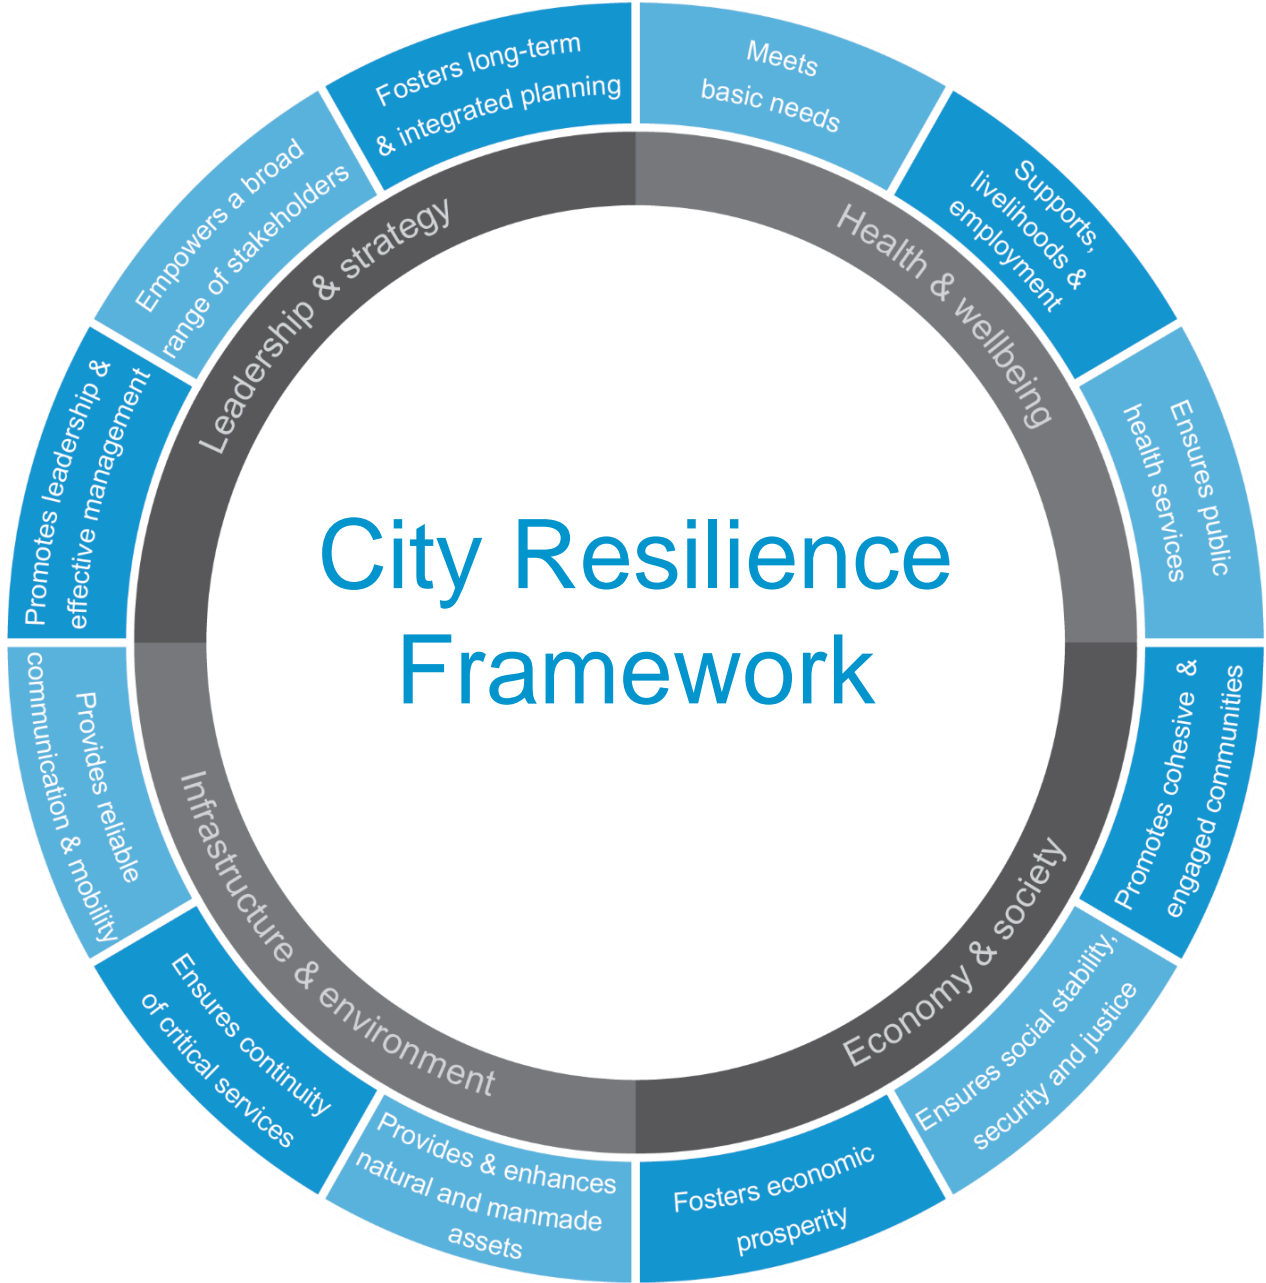 City Resilience
Framework
Health & wellbeing
Meets
basic needs
Supports,
livelihoods &
employment
Ensures public
health services
Economy & society
Promotes cohesive &
engaged communities
Ensures social stability,
security and justice
Fosters economic
prosperity
Infrastructure & environment
Provides & enhances
natural and manmade
assets
Ensures continuity
of critical services
Provides reliable
communication & mobility
Leadership & strategy
Promotes leadership &
effective management
Empowers a broad
range of stakeholders
Fosters long-term
& integrated planning